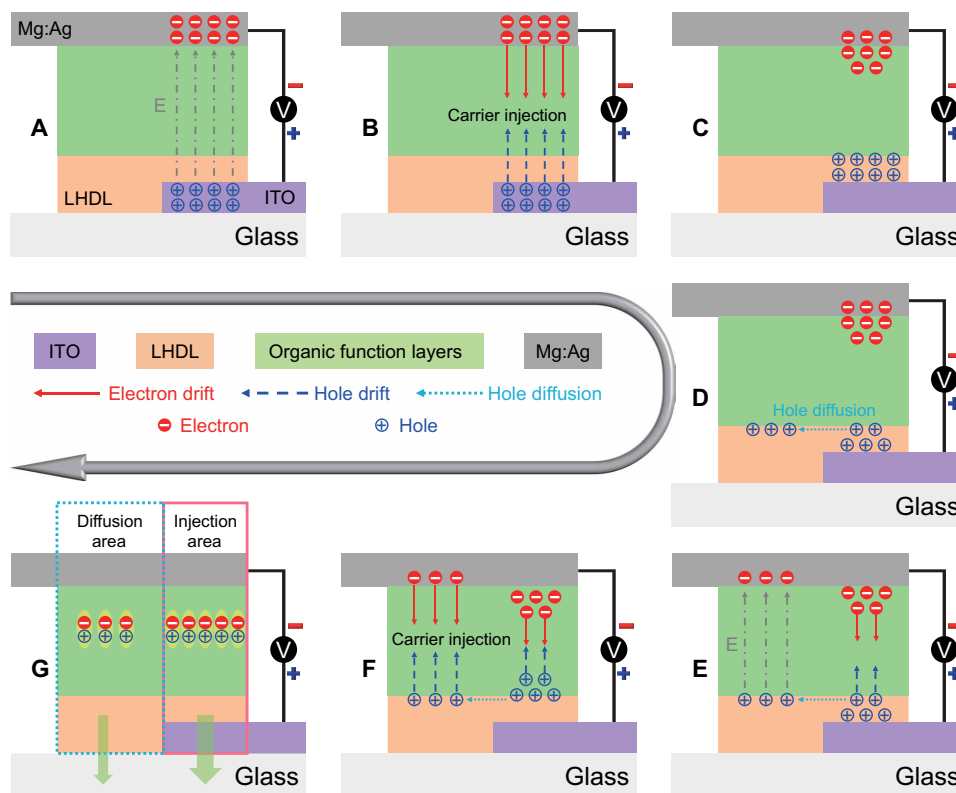 Mg:Ag
E
A
V
LHDL
ITO
Glass
B
Carrier injection
V
Glass
C
V
Glass
ITO
LHDL
Organic function layers
Mg:Ag
Electron drift
Hole drift
Hole diffusion
Electron
Hole
D
Hole diffusion
V
Glass
Diffusion
area
Injection
area
G
V
Glass
F
Carrier injection
V
Glass
E
E
V
Glass